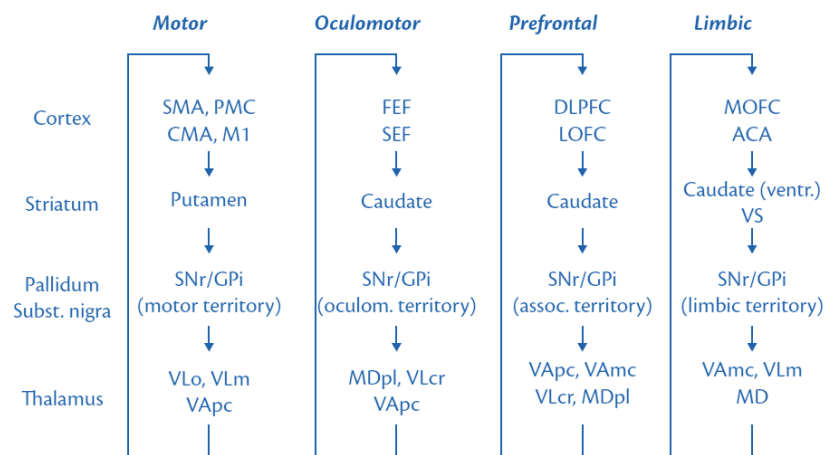 Motor Oculomotor Prefrontal Limbic
Cortex
SMA, PMC FEF DLPFC MOFC
CMA, M1 SEF LOFC ACA
Striatum
Putamen Caudate Caudate Caudate (ventr.)
VS
Pallidum
Subst. nigra
SNr/GPi SNr/GPi SNr/GPi SNr/GPi
(motor territory) (oculom. territory) (assoc. territory) (limbic territory)
Thalamus
VLo, VLm MDpl, VLcr VApc, VAmc VAmc, VLm
VApc VApc VLcr, MDpl MD